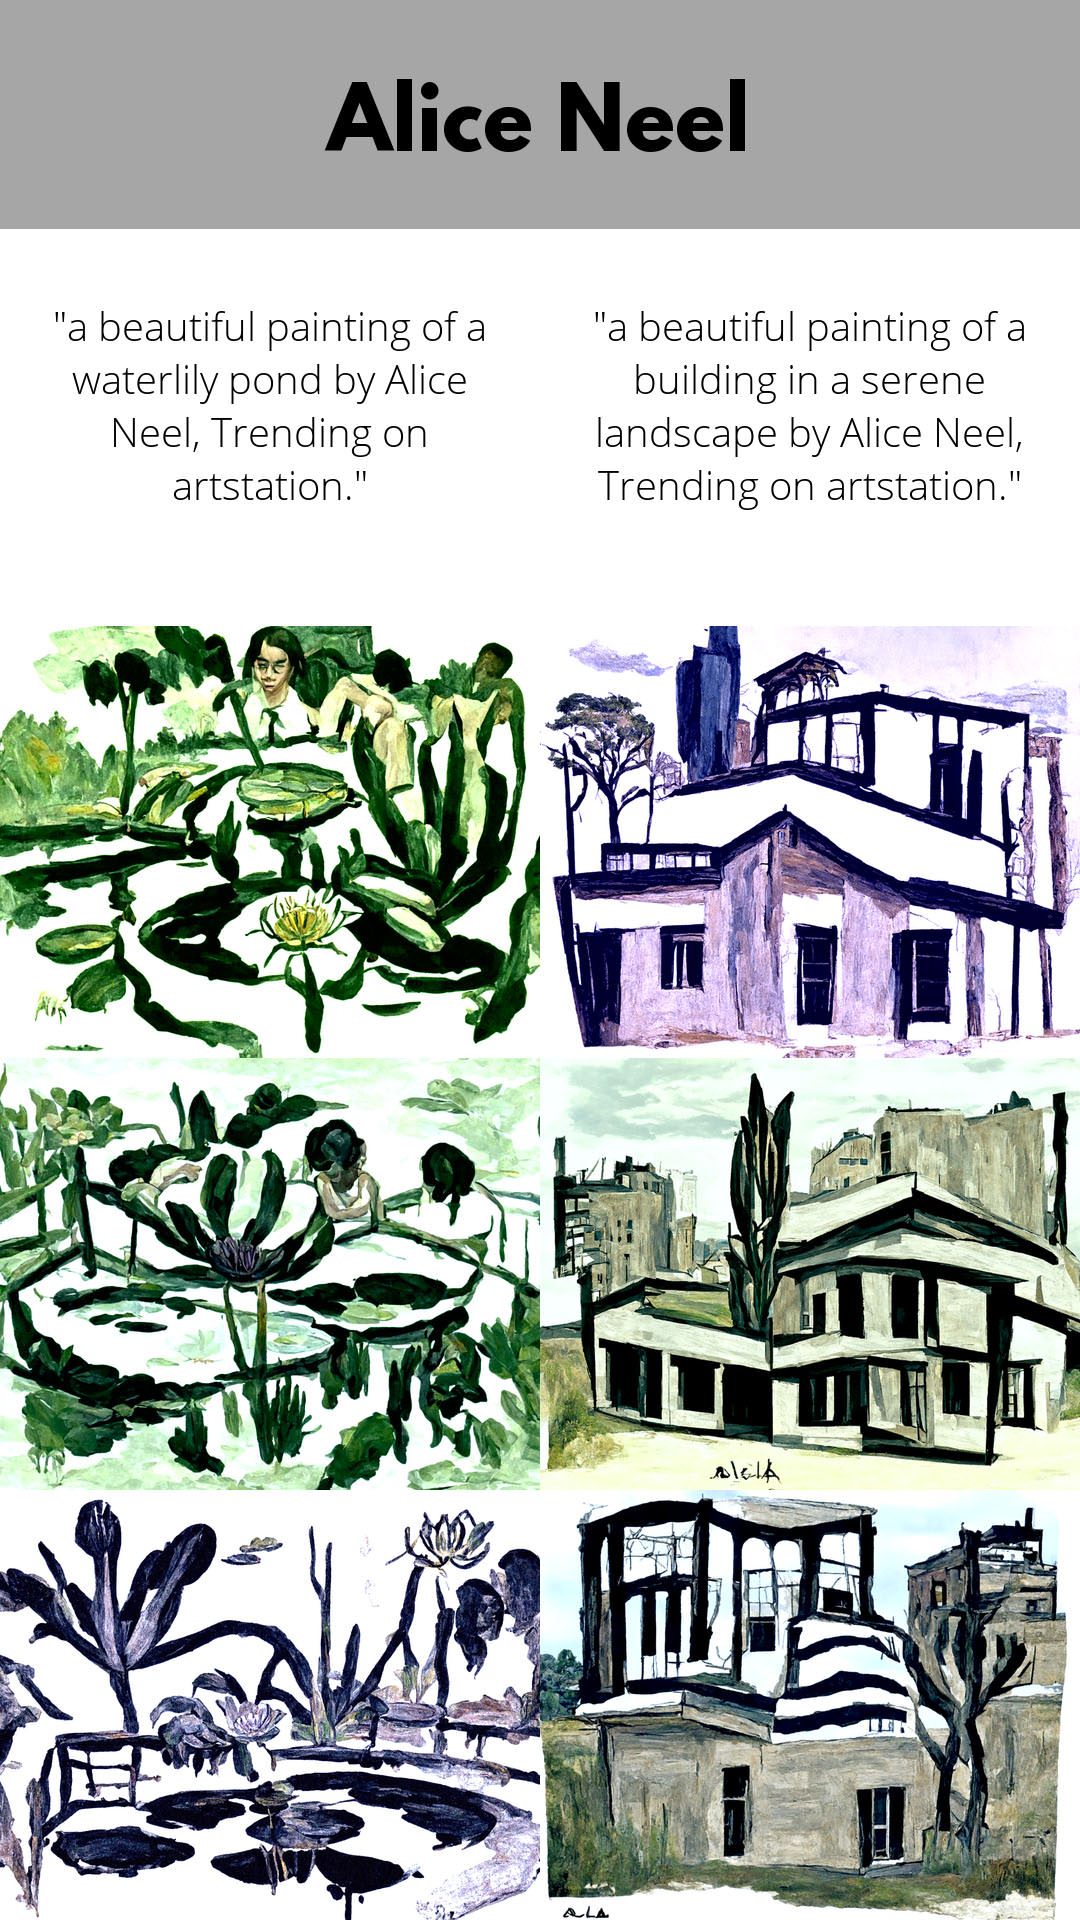 Alice Neel
"a beautiful painting of a
waterlily pond by Alice
Neel, Trending on
artstation."
"a beautiful painting of a
building in a serene
landscape by Alice Neel,
Trending on artstation."